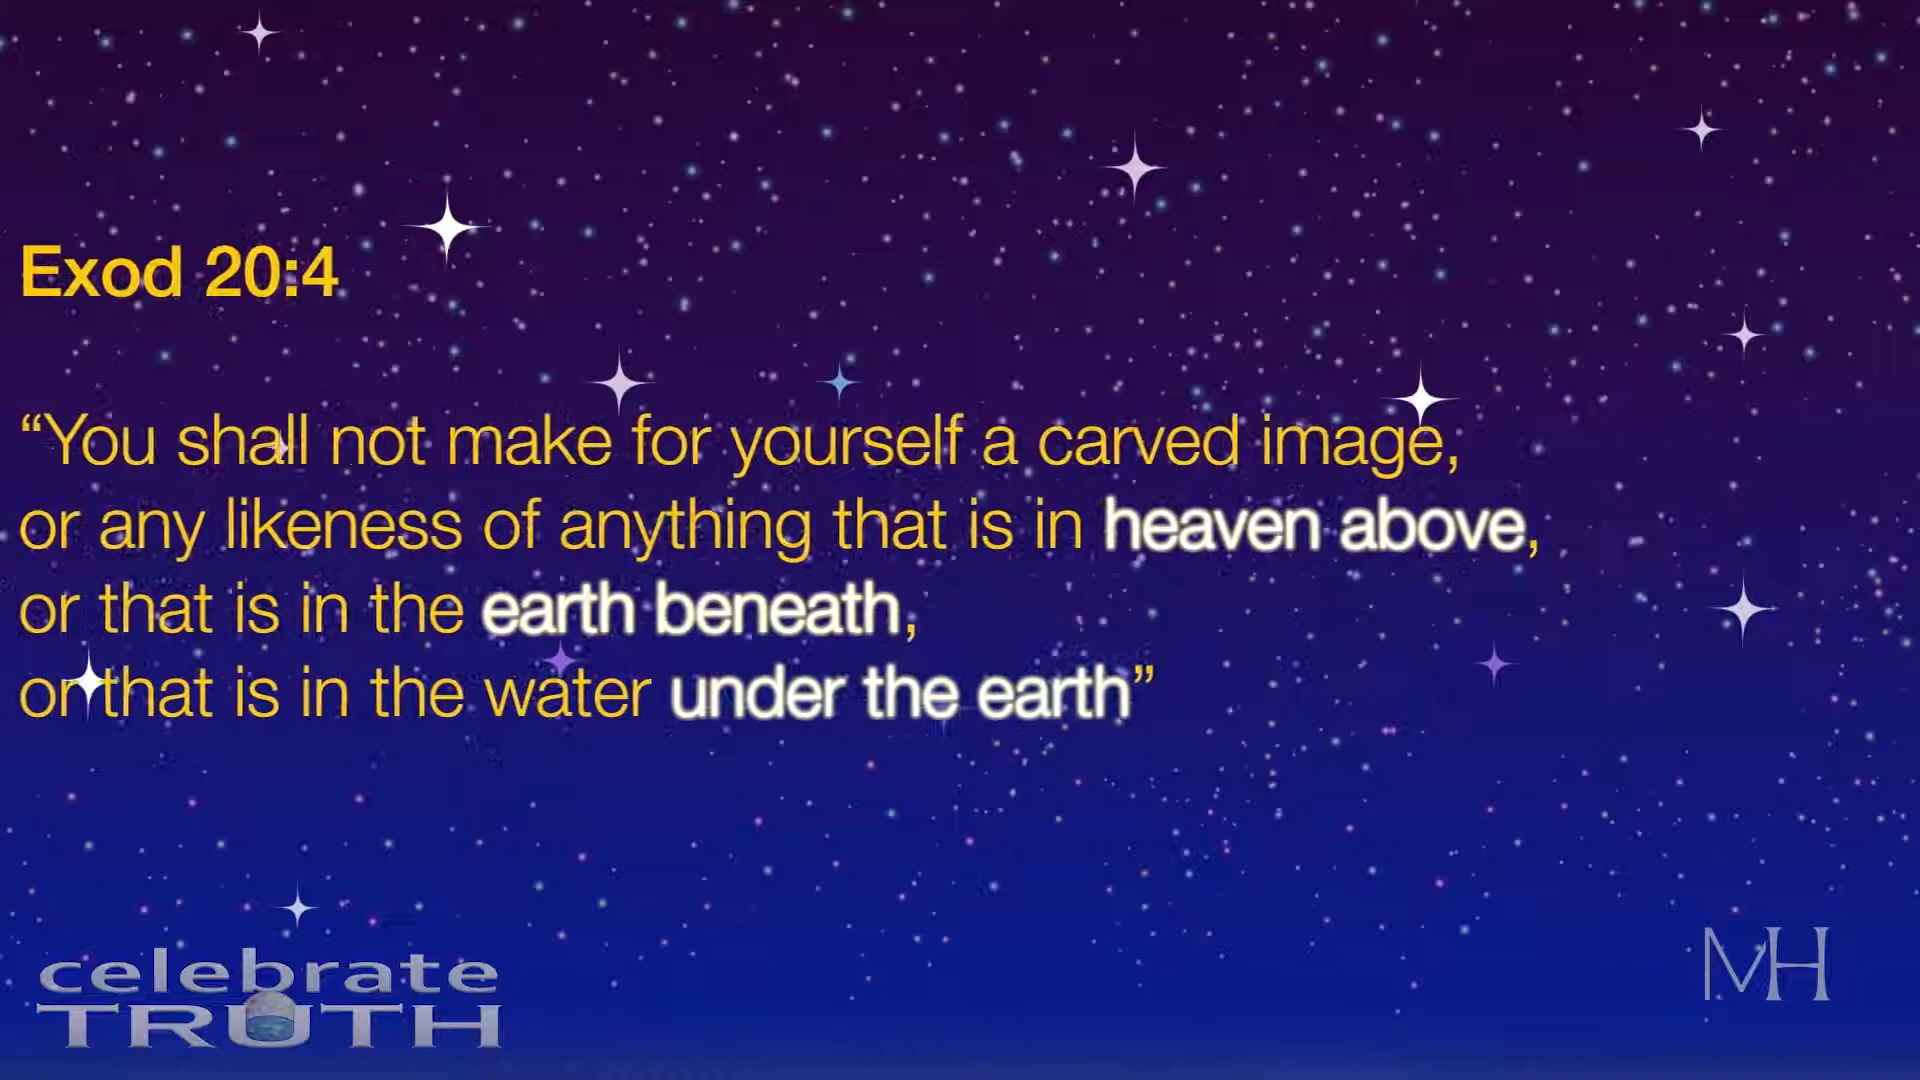 Exod 20:4
“You shall not make for yourself a carved image,
or any likeness of anything that is in heaven above,
or that is in the earth beneath,
or that is in the water under the earth”
celebrate
TRUTH
MH